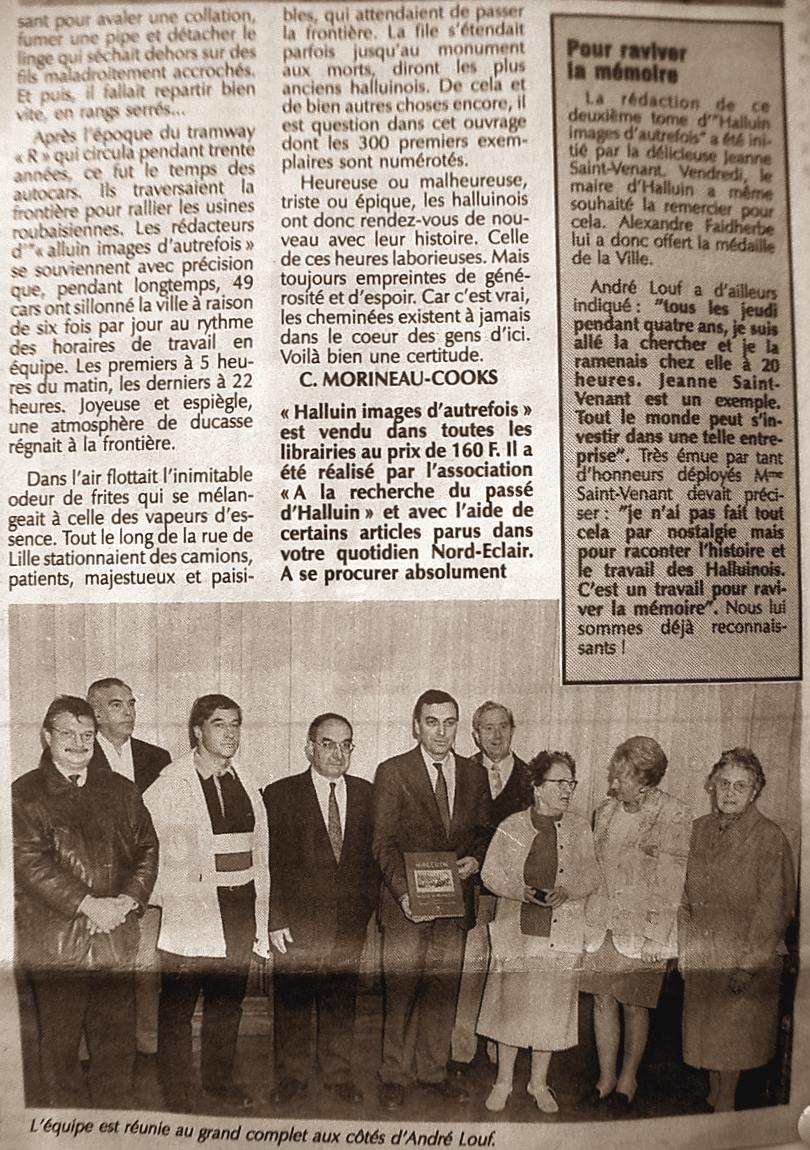 sant pour avaler une collation,
fumer une pipe et détacher le
linge qui séchait dehors sur des
fils maladroitement accrochés.
Et puis, il fallait repartir bien
vite, en rangs serrés...
Après l'époque du tramway
« R » qui circula pendant trente
années, ce fut le temps des
autocars. Ils traversaient la
frontière pour rallier les usines
roubaisiennes. Les rédacteurs
d'"« alluin images d'autrefois »
se souviennent avec précision
que, pendant longtemps, 49
cars ont sillonné la ville à raison
de six fois par jour au rythme
des horaires de travail en
équipe. Les premiers à 5 heu-
res du matin, les derniers à 22
heures. Joyeuse et espiègle,
une atmosphère de ducasse
régnait à la frontière.
Dans l'air flottait l'inimitable
odeur de frites qui se mélan-
geait à celle des vapeurs d'es-
sence. Tout le long de la rue de
Lille stationnaient des camions,
patients, majestueux et paisi-
bles, qui attendaient de passer
la frontière. La file s'étendait
parfois jusqu'au monument
aux morts, diront les plus
anciens halluinois. De cela et
de bien autres choses encore, il
est question dans cet ouvrage
dont les 300 premiers exem-
plaires sont numérotés.
Heureuse ou malheureuse,
triste ou épique, les halluinois
ont donc rendez-vous de nou-
veau avec leur histoire. Celle
de ces heures laborieuses. Mais
toujours empreintes de géné-
rosité et d'espoir. Car c'est vrai,
les cheminées existent à jamais
dans le coeur des gens d'ici.
Voilà bien une certitude.
C. MORINEAU-COOKS
« Halluin images d'autrefois »
est vendu dans toutes les
librairies au prix de 160 F. Il a
été réalisé par l'association
« A la recherche du passé
d'Halluin » et avec l'aide de
certains articles parus dans
votre quotidien Nord-Eclair.
A se procurer absolument
Pour raviver
la mémoire
La rédaction de ce
deuxième tome d'"Halluin
images d'autrefois" a été ini-
tié par la délicieuse Jeanne
Saint-Venant. Vendredi, le
maire d'Halluin a même
souhaité la remercier pour
cela. Alexandre Faidherbe
lui a donc offert la médaille
de la Ville.
André Louf a d'ailleurs
indiqué : "tous les jeudi
pendant quatre ans, je suis
allé la chercher et je la
ramenais chez elle à 20
heures. Jeanne Saint-
Venant est un exemple.
Tout le monde peut s'in-
vestir dans une telle entre-
prise". Très émue par tant
d'honneurs déployés Mme
Saint-Venant devait préci-
ser : "je n'ai pas fait tout
cela par nostalgie mais
pour raconter l'histoire et
le travail des Halluinois.
C'est un travail pour ravi-
ver la mémoire". Nous lui
sommes déjà reconnais-
sants !
HALLUIN
L'équipe est réunie au grand complet aux côtés d'André Louf.